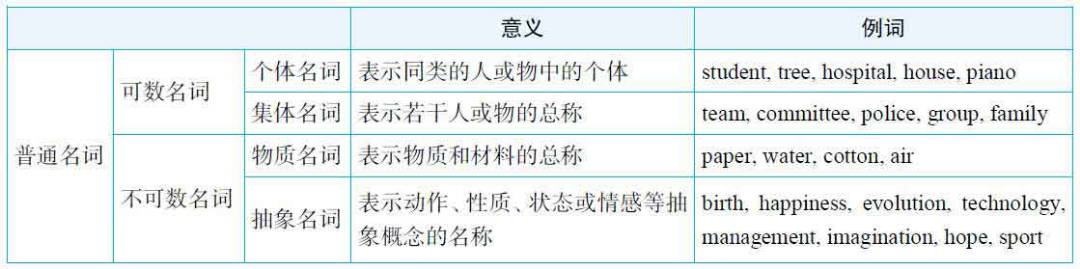 意义 例词
个体名词 表示同类的人或物中的个体 student, tree, hospital, house, piano
可数名词
集体名词 表示若干人或物的总称 team, committee, police, group, family
普通名词 物质名词 表示物质和材料的总称 paper, water, cotton, air
不可数名词
抽象名词 表示动作、性质、状态或情感等抽 birth, happiness, evolution, technology,
象概念的名称 management, imagination, hope, sport